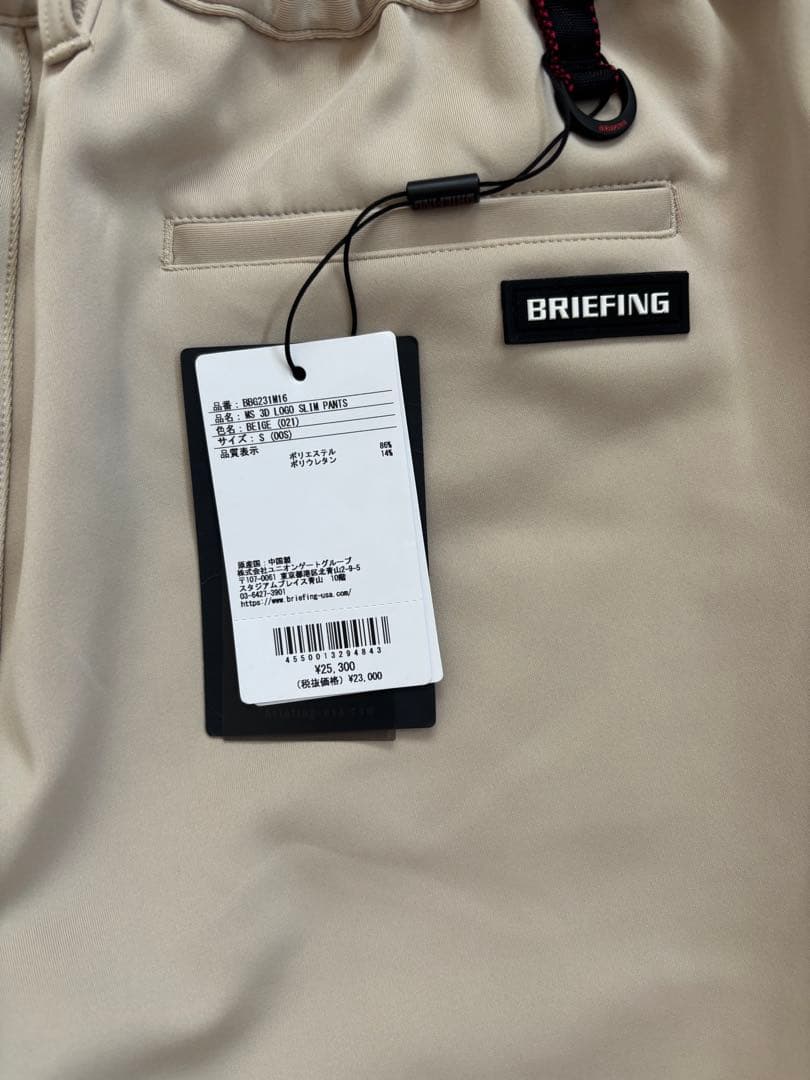 BRIEFING
品番:BBG231M16
品名:MS 3D LOGO SLIM PANTS
色名:BEIGE (021)
サイズ:S (00S)
品質表示
ポリエステル 86%
ポリウレタン 14%
原産国:中国製
株式会社ユニオンゲートグループ
〒107-0061 東京都港区北青山2-9-5
スタジアムプレイス青山 10階
03-6427-3901
https://www.briefing-usa.com/
4550013294843
¥25,300
(税抜価格) ¥23,000
briefing-usa.com